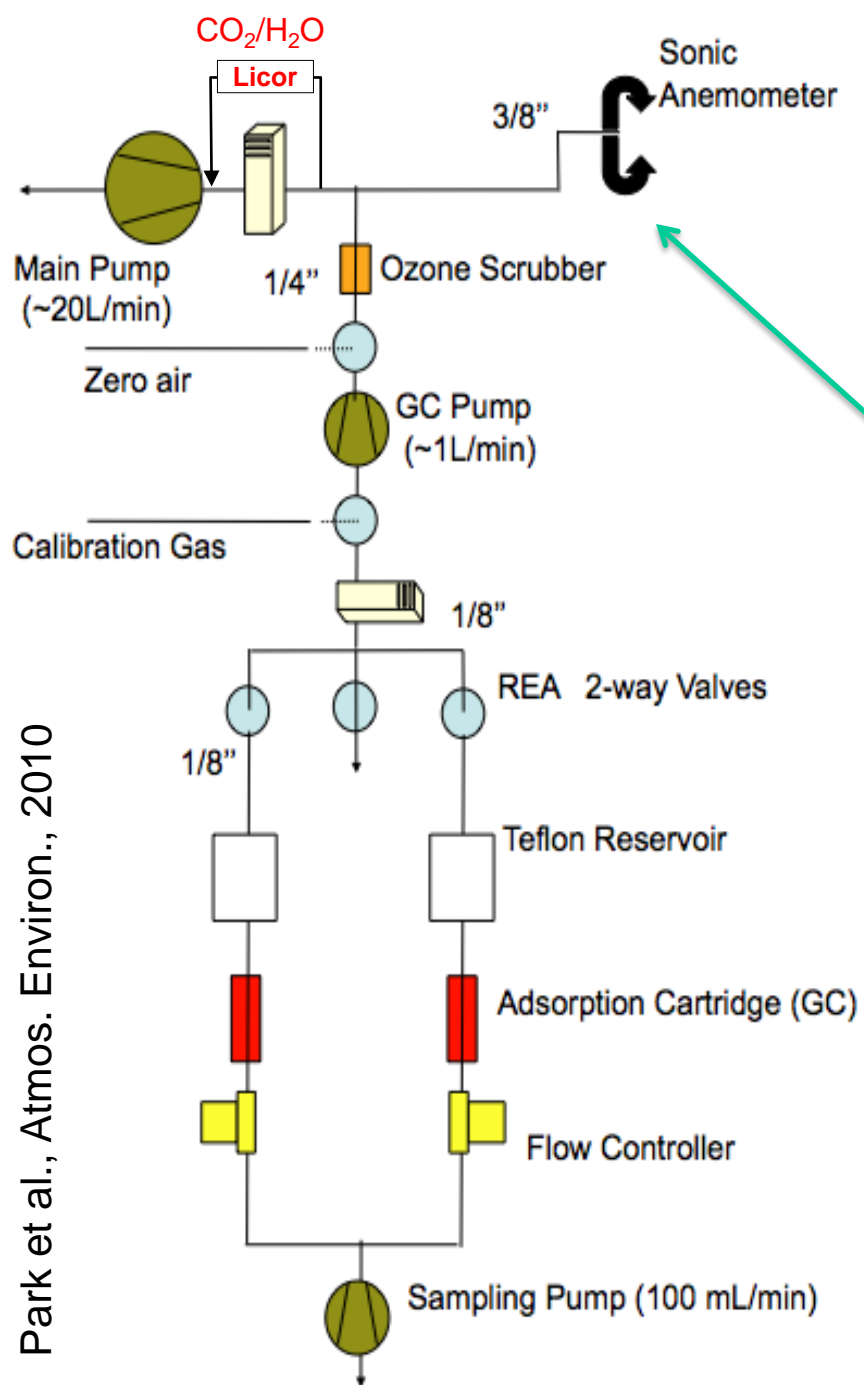 CO₂/H₂O
Licor
Sonic
Anemometer
3/8”
Main Pump
(~20L/min)
1/4”
Ozone Scrubber
Zero air
GC Pump
(~1L/min)
Calibration Gas
1/8”
REA 2-way Valves
1/8”
Teflon Reservoir
Adsorption Cartridge (GC)
Flow Controller
Sampling Pump (100 mL/min)
Park et al., Atmos. Environ., 2010